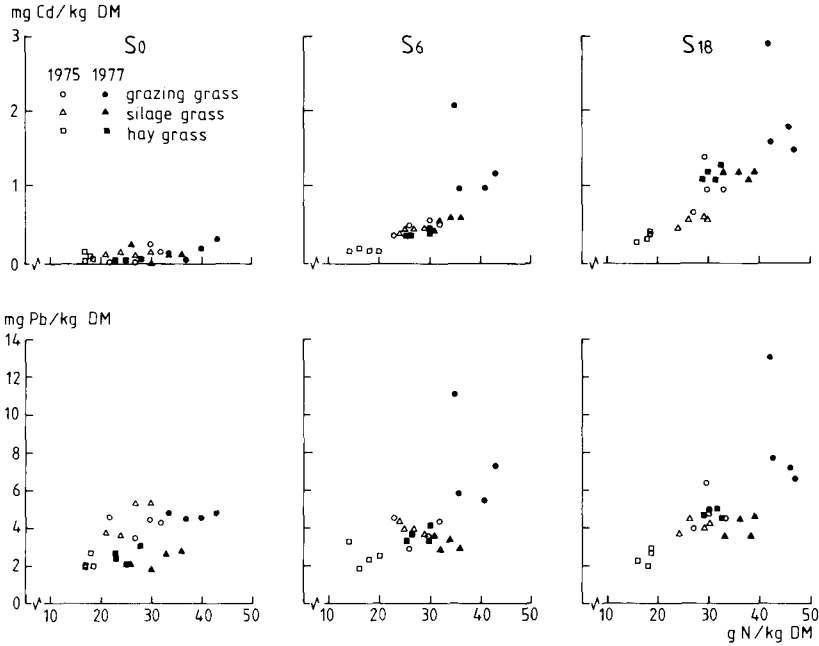 mg Cd/kg DM
S0 S6 S18
3
1975 1977
grazing grass
silage grass
hay grass
2
1
0
mg Pb/kg DM
14
12
10
8
6
4
2
0
10 20 30 40 50 10 20 30 40 50 10 20 30 40 50
g N/kg DM